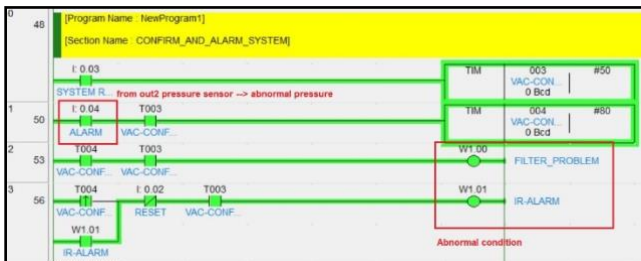 0
48
[Program Name : NewProgram1]
[Section Name : CONFIRM_AND_ALARM_SYSTEM]
I: 0.03
SYSTEM R...
from out2 pressure sensor --> abnormal pressure
TIM 003 #50
VAC-CON...
0 Bcd
1
50
I: 0.04 T003
ALARM VAC-CONF...
TIM 004 #80
VAC-CON...
0 Bcd
2
53
T004 T003 W1.00
VAC-CONF... VAC-CONF... FILTER_PROBLEM
3
56
T004 I: 0.02 T003 W1.01
VAC-CONF... RESET VAC-CONF... IR-ALARM
W1.01
IR-ALARM
Abnormal condition